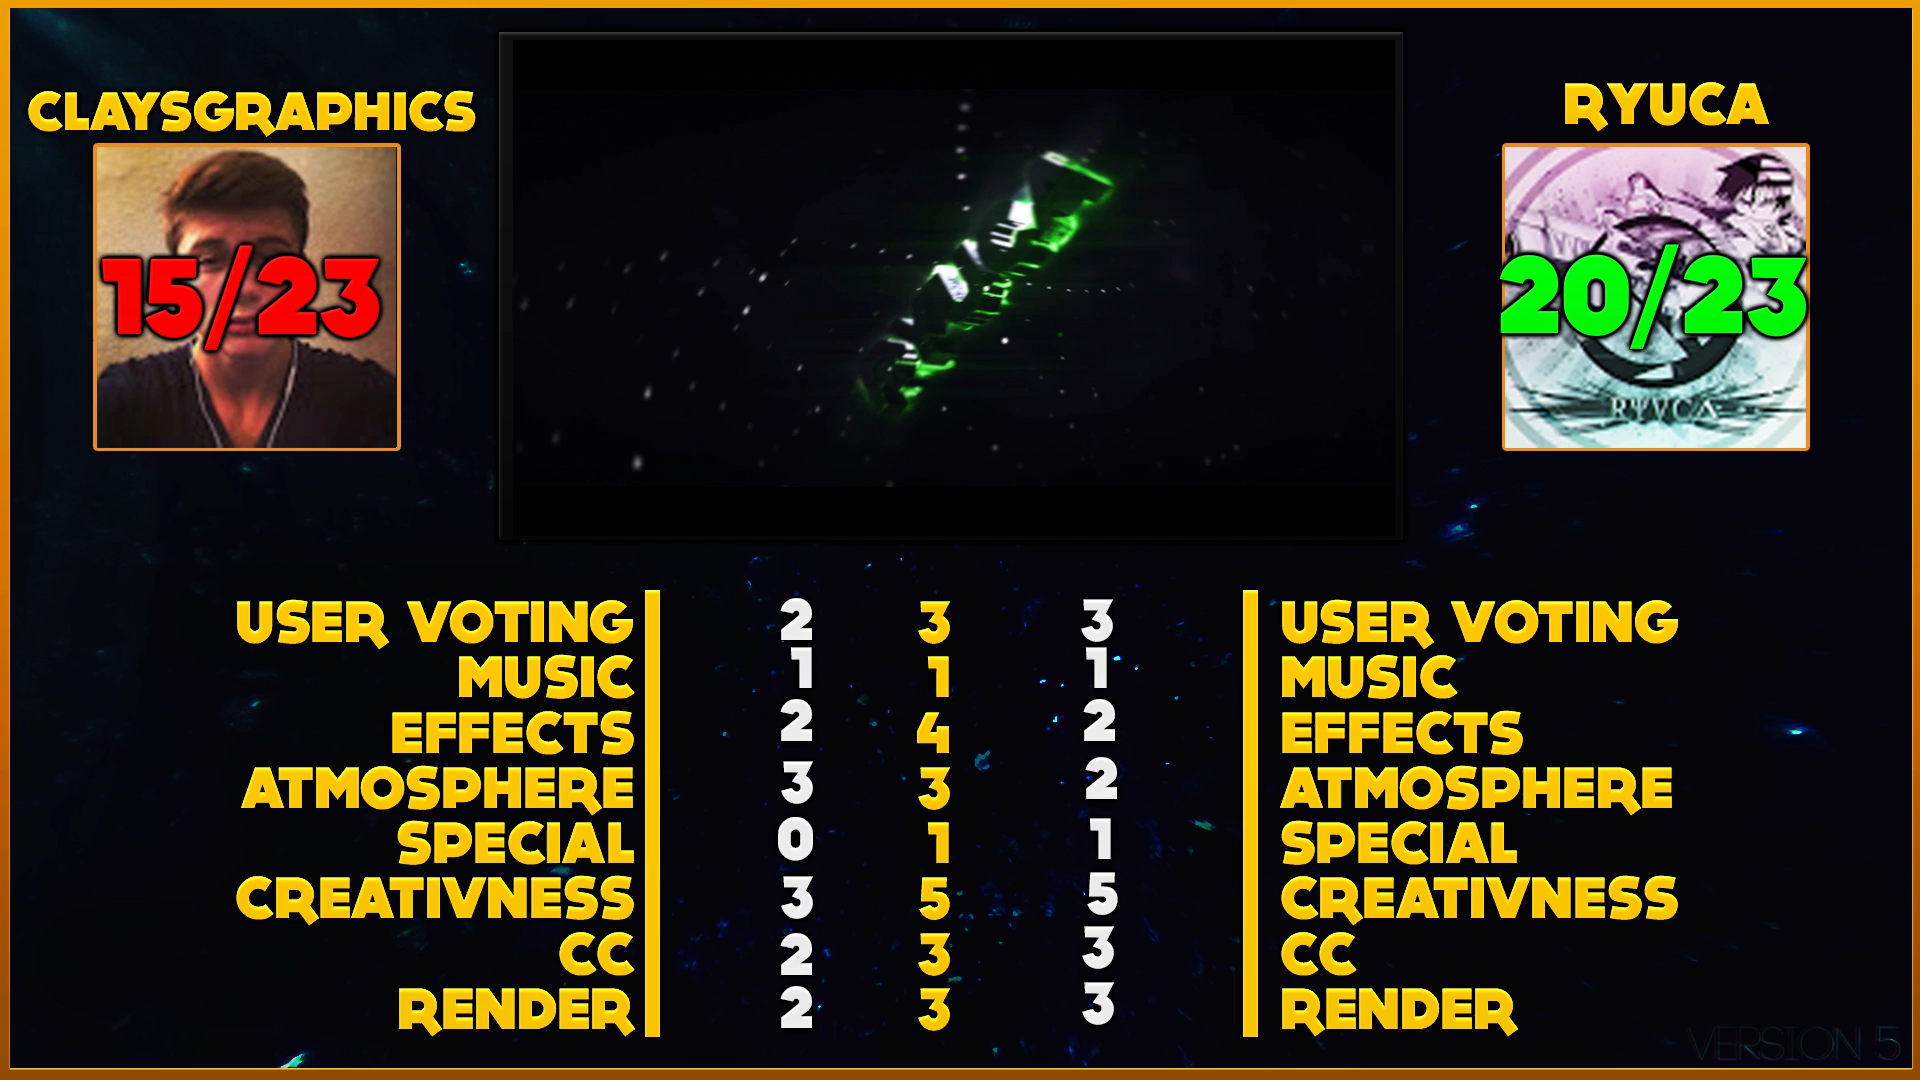 CLAYSGRAPHICS
RYUCA
15/23
20/23
RYVCA
USER VOTING 2 3 3 USER VOTING
MUSIC 1 1 1 MUSIC
EFFECTS 2 4 2 EFFECTS
ATMOSPHERE 3 3 2 ATMOSPHERE
SPECIAL 0 1 1 SPECIAL
CREATIVNESS 3 5 5 CREATIVNESS
CC 2 3 3 CC
RENDER 2 3 3 RENDER
VERSION 5